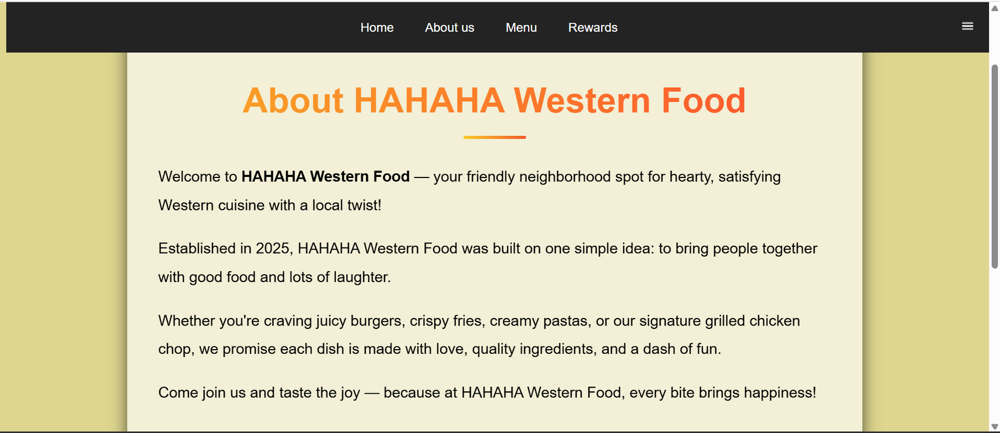 Home About us Menu Rewards
About HAHAHA Western Food
Welcome to HAHAHA Western Food — your friendly neighborhood spot for hearty, satisfying
Western cuisine with a local twist!
Established in 2025, HAHAHA Western Food was built on one simple idea: to bring people together
with good food and lots of laughter.
Whether you're craving juicy burgers, crispy fries, creamy pastas, or our signature grilled chicken
chop, we promise each dish is made with love, quality ingredients, and a dash of fun.
Come join us and taste the joy — because at HAHAHA Western Food, every bite brings happiness!